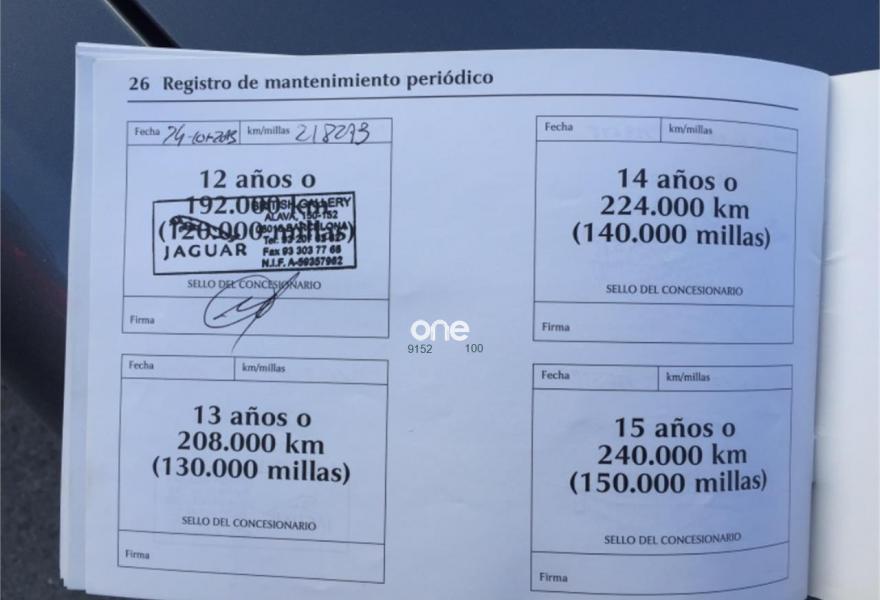 26 Registro de mantenimiento periódico
Fecha 24-10-2013 km/millas 218273
12 años o
192.000 km
(120.000 millas)
BRITISH GALLERY
ALAVA, 150-152
08018 BARCELONA
JAGUAR
Fax 93 303 77 68
N.I.F. A-59357962
SELLO DEL CONCESIONARIO
Firma
Fecha km/millas
14 años o
224.000 km
(140.000 millas)
SELLO DEL CONCESIONARIO
Firma
one
9152 100
Fecha km/millas
13 años o
208.000 km
(130.000 millas)
SELLO DEL CONCESIONARIO
Firma
Fecha km/millas
15 años o
240.000 km
(150.000 millas)
SELLO DEL CONCESIONARIO
Firma